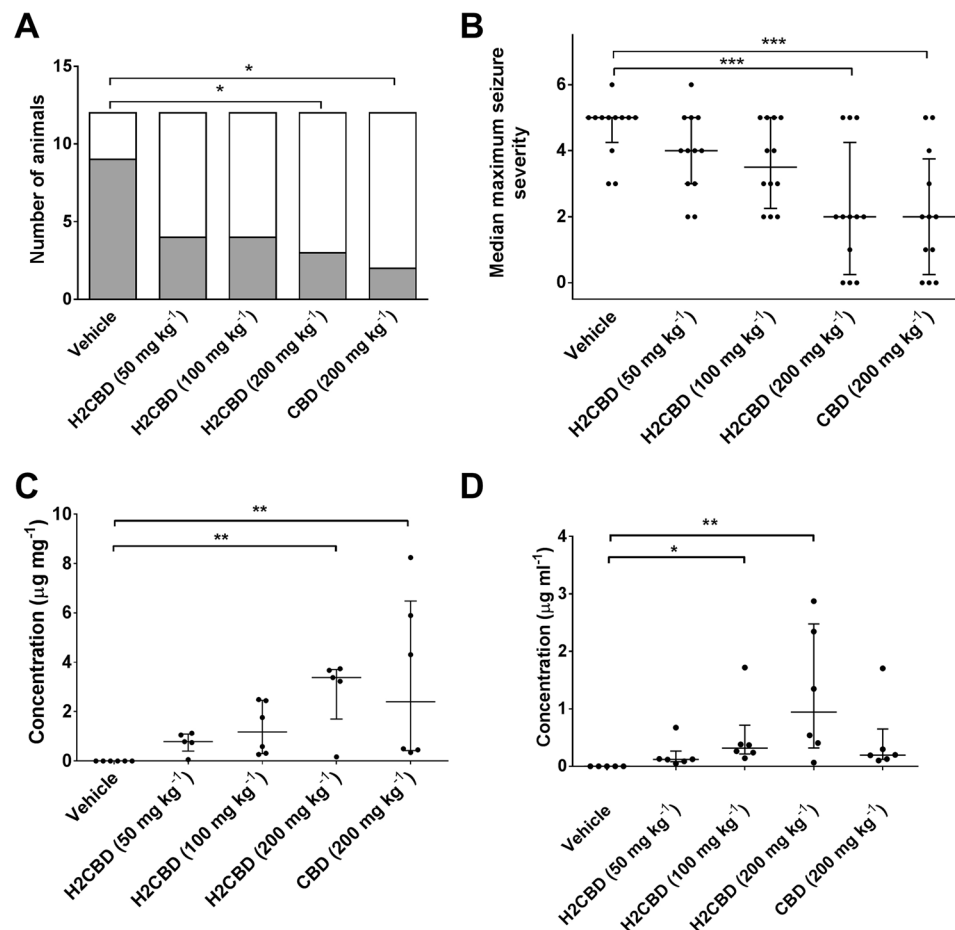 A
Number of animals
15
10
5
0
*
*
Vehicle
H2CBD (50 mg kg⁻¹)
H2CBD (100 mg kg⁻¹)
H2CBD (200 mg kg⁻¹)
CBD (200 mg kg⁻¹)
B
Median maximum seizure
severity
6
4
2
0
***
***
Vehicle
H2CBD (50 mg kg⁻¹)
H2CBD (100 mg kg⁻¹)
H2CBD (200 mg kg⁻¹)
CBD (200 mg kg⁻¹)
C
Concentration (µg mg⁻¹)
10
8
6
4
2
0
**
**
Vehicle
H2CBD (50 mg kg⁻¹)
H2CBD (100 mg kg⁻¹)
H2CBD (200 mg kg⁻¹)
CBD (200 mg kg⁻¹)
D
Concentration (µg ml⁻¹)
4
3
2
1
0
**
*
Vehicle
H2CBD (50 mg kg⁻¹)
H2CBD (100 mg kg⁻¹)
H2CBD (200 mg kg⁻¹)
CBD (200 mg kg⁻¹)